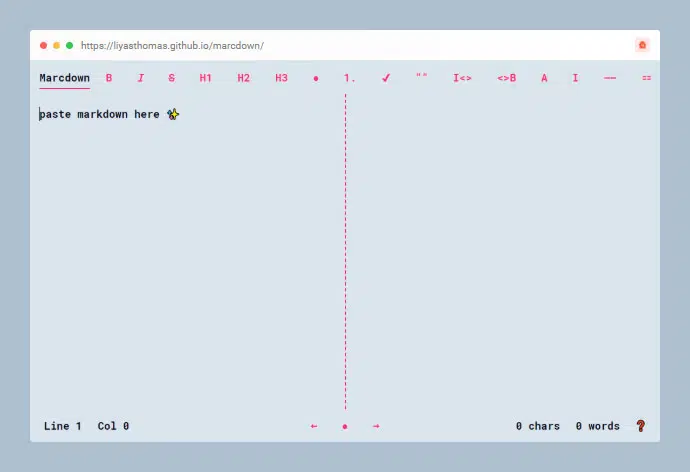 https://liyasthomas.github.io/marcdown/
Marcdown B I S H1 H2 H3 • 1. ✓ "" I<> <>B A I —— ==
paste markdown here ✨
Line 1 Col 0 ← • → 0 chars 0 words ❓